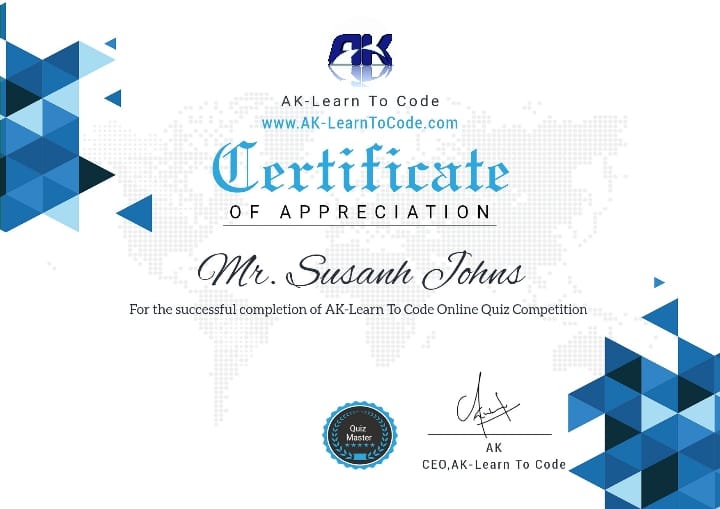 AK
AK-Learn To Code
www.AK-LearnToCode.com
Certificate
OF APPRECIATION
Mr. Susanh Johns
For the successful completion of AK-Learn To Code Online Quiz Competition
Quiz
Master
AK
CEO,AK-Learn To Code